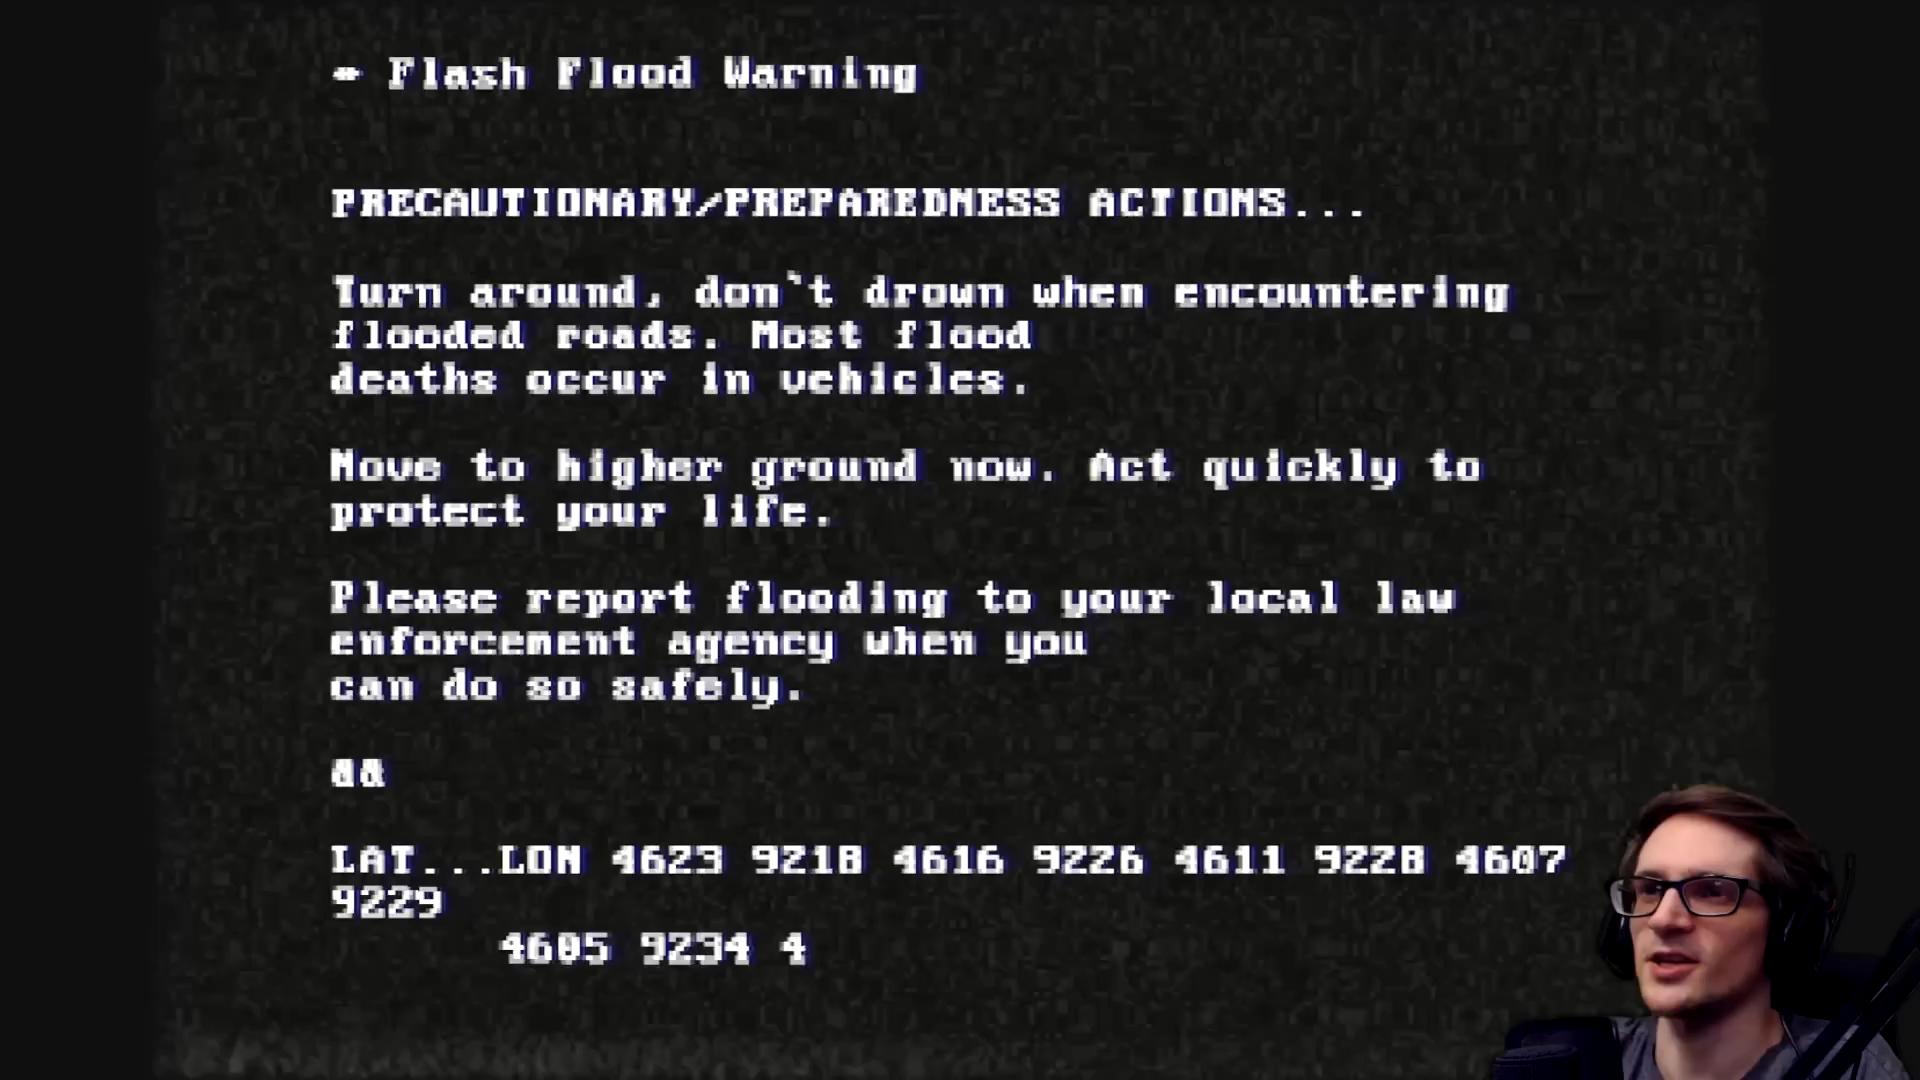 * Flash Flood Warning
PRECAUTIONARY/PREPAREDNESS ACTIONS...
Turn around, don`t drown when encountering
flooded roads. Most flood
deaths occur in vehicles.
Move to higher ground now. Act quickly to
protect your life.
Please report flooding to your local law
enforcement agency when you
can do so safely.
&&
LAT...LON 4623 9218 4616 9226 4611 9228 4607
9229
4605 9234 4